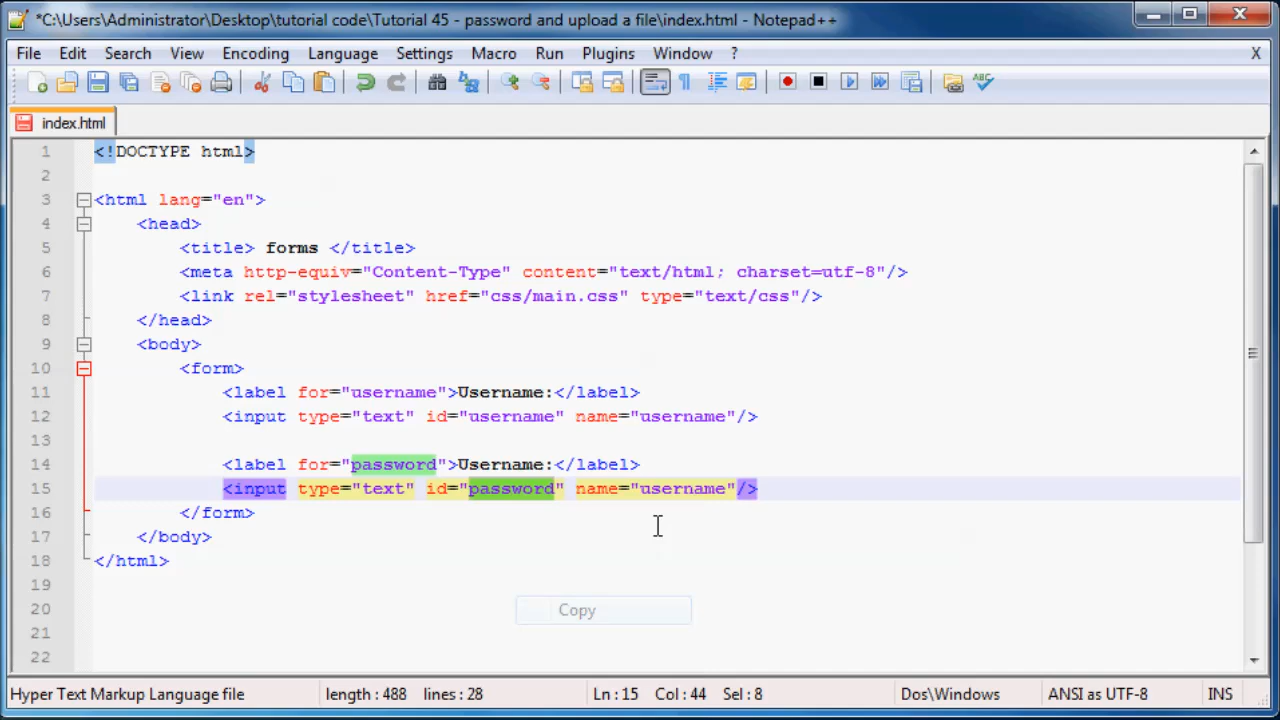 *C:\Users\Administrator\Desktop\tutorial code\Tutorial 45 - password and upload a file\index.html - Notepad++
File Edit Search View Encoding Language Settings Macro Run Plugins Window ? X
ABC
index.html
1 <!DOCTYPE html>
2
3 <html lang="en">
4 <head>
5 <title> forms </title>
6 <meta http-equiv="Content-Type" content="text/html; charset=utf-8"/>
7 <link rel="stylesheet" href="css/main.css" type="text/css"/>
8 </head>
9 <body>
10 <form>
11 <label for="username">Username:</label>
12 <input type="text" id="username" name="username"/>
13
14 <label for="password">Username:</label>
15 <input type="text" id="password" name="username"/>
16 </form>
17 </body>
18 </html>
19
20 Copy
21
22
Hyper Text Markup Language file length : 488 lines : 28 Ln : 15 Col : 44 Sel : 8 Dos\Windows ANSI as UTF-8 INS